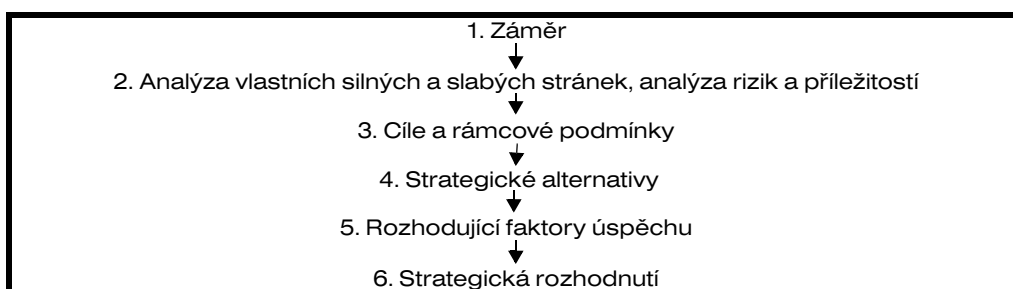 1. Záměr
2. Analýza vlastních silných a slabých stránek, analýza rizik a příležitostí
3. Cíle a rámcové podmínky
4. Strategické alternativy
5. Rozhodující faktory úspěchu
6. Strategická rozhodnutí